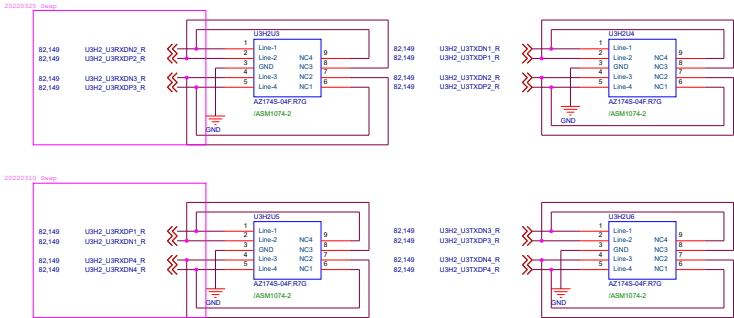 20220325 Swap
U3H2U3
82,149 U3H2_U3RXDN2_R 1 Line-1
82,149 U3H2_U3RXDP2_R 2 Line-2 NC4 9
3 GND NC3 8
82,149 U3H2_U3RXDN3_R 4 Line-3 NC2 7
82,149 U3H2_U3RXDP3_R 5 Line-4 NC1 6
AZ174S-04F.R7G
/ASM1074-2
GND
U3H2U4
82,149 U3H2_U3TXDN1_R 1 Line-1
82,149 U3H2_U3TXDP1_R 2 Line-2 NC4 9
3 GND NC3 8
82,149 U3H2_U3TXDN2_R 4 Line-3 NC2 7
82,149 U3H2_U3TXDP2_R 5 Line-4 NC1 6
AZ174S-04F.R7G
/ASM1074-2
GND
20220310 Swap
U3H2U5
82,149 U3H2_U3RXDP1_R 1 Line-1
82,149 U3H2_U3RXDN1_R 2 Line-2 NC4 9
3 GND NC3 8
82,149 U3H2_U3RXDP4_R 4 Line-3 NC2 7
82,149 U3H2_U3RXDN4_R 5 Line-4 NC1 6
AZ174S-04F.R7G
/ASM1074-2
GND
U3H2U6
82,149 U3H2_U3TXDN3_R 1 Line-1
82,149 U3H2_U3TXDP3_R 2 Line-2 NC4 9
3 GND NC3 8
82,149 U3H2_U3TXDN4_R 4 Line-3 NC2 7
82,149 U3H2_U3TXDP4_R 5 Line-4 NC1 6
AZ174S-04F.R7G
/ASM1074-2
GND